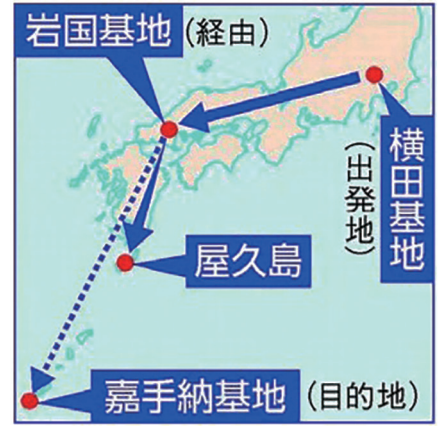 岩国基地(経由)
横田基地
(出発地)
屋久島
嘉手納基地(目的地)